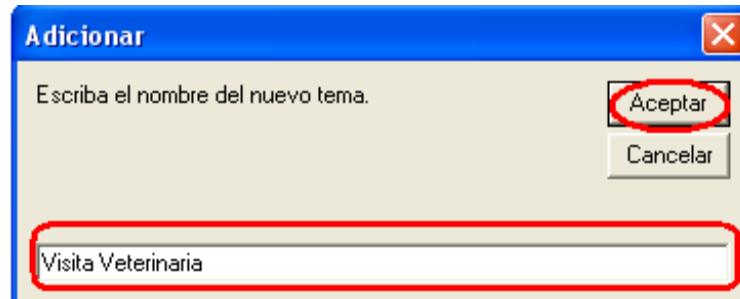 Adicionar
Escriba el nombre del nuevo tema.
Aceptar
Cancelar
Visita Veterinaria